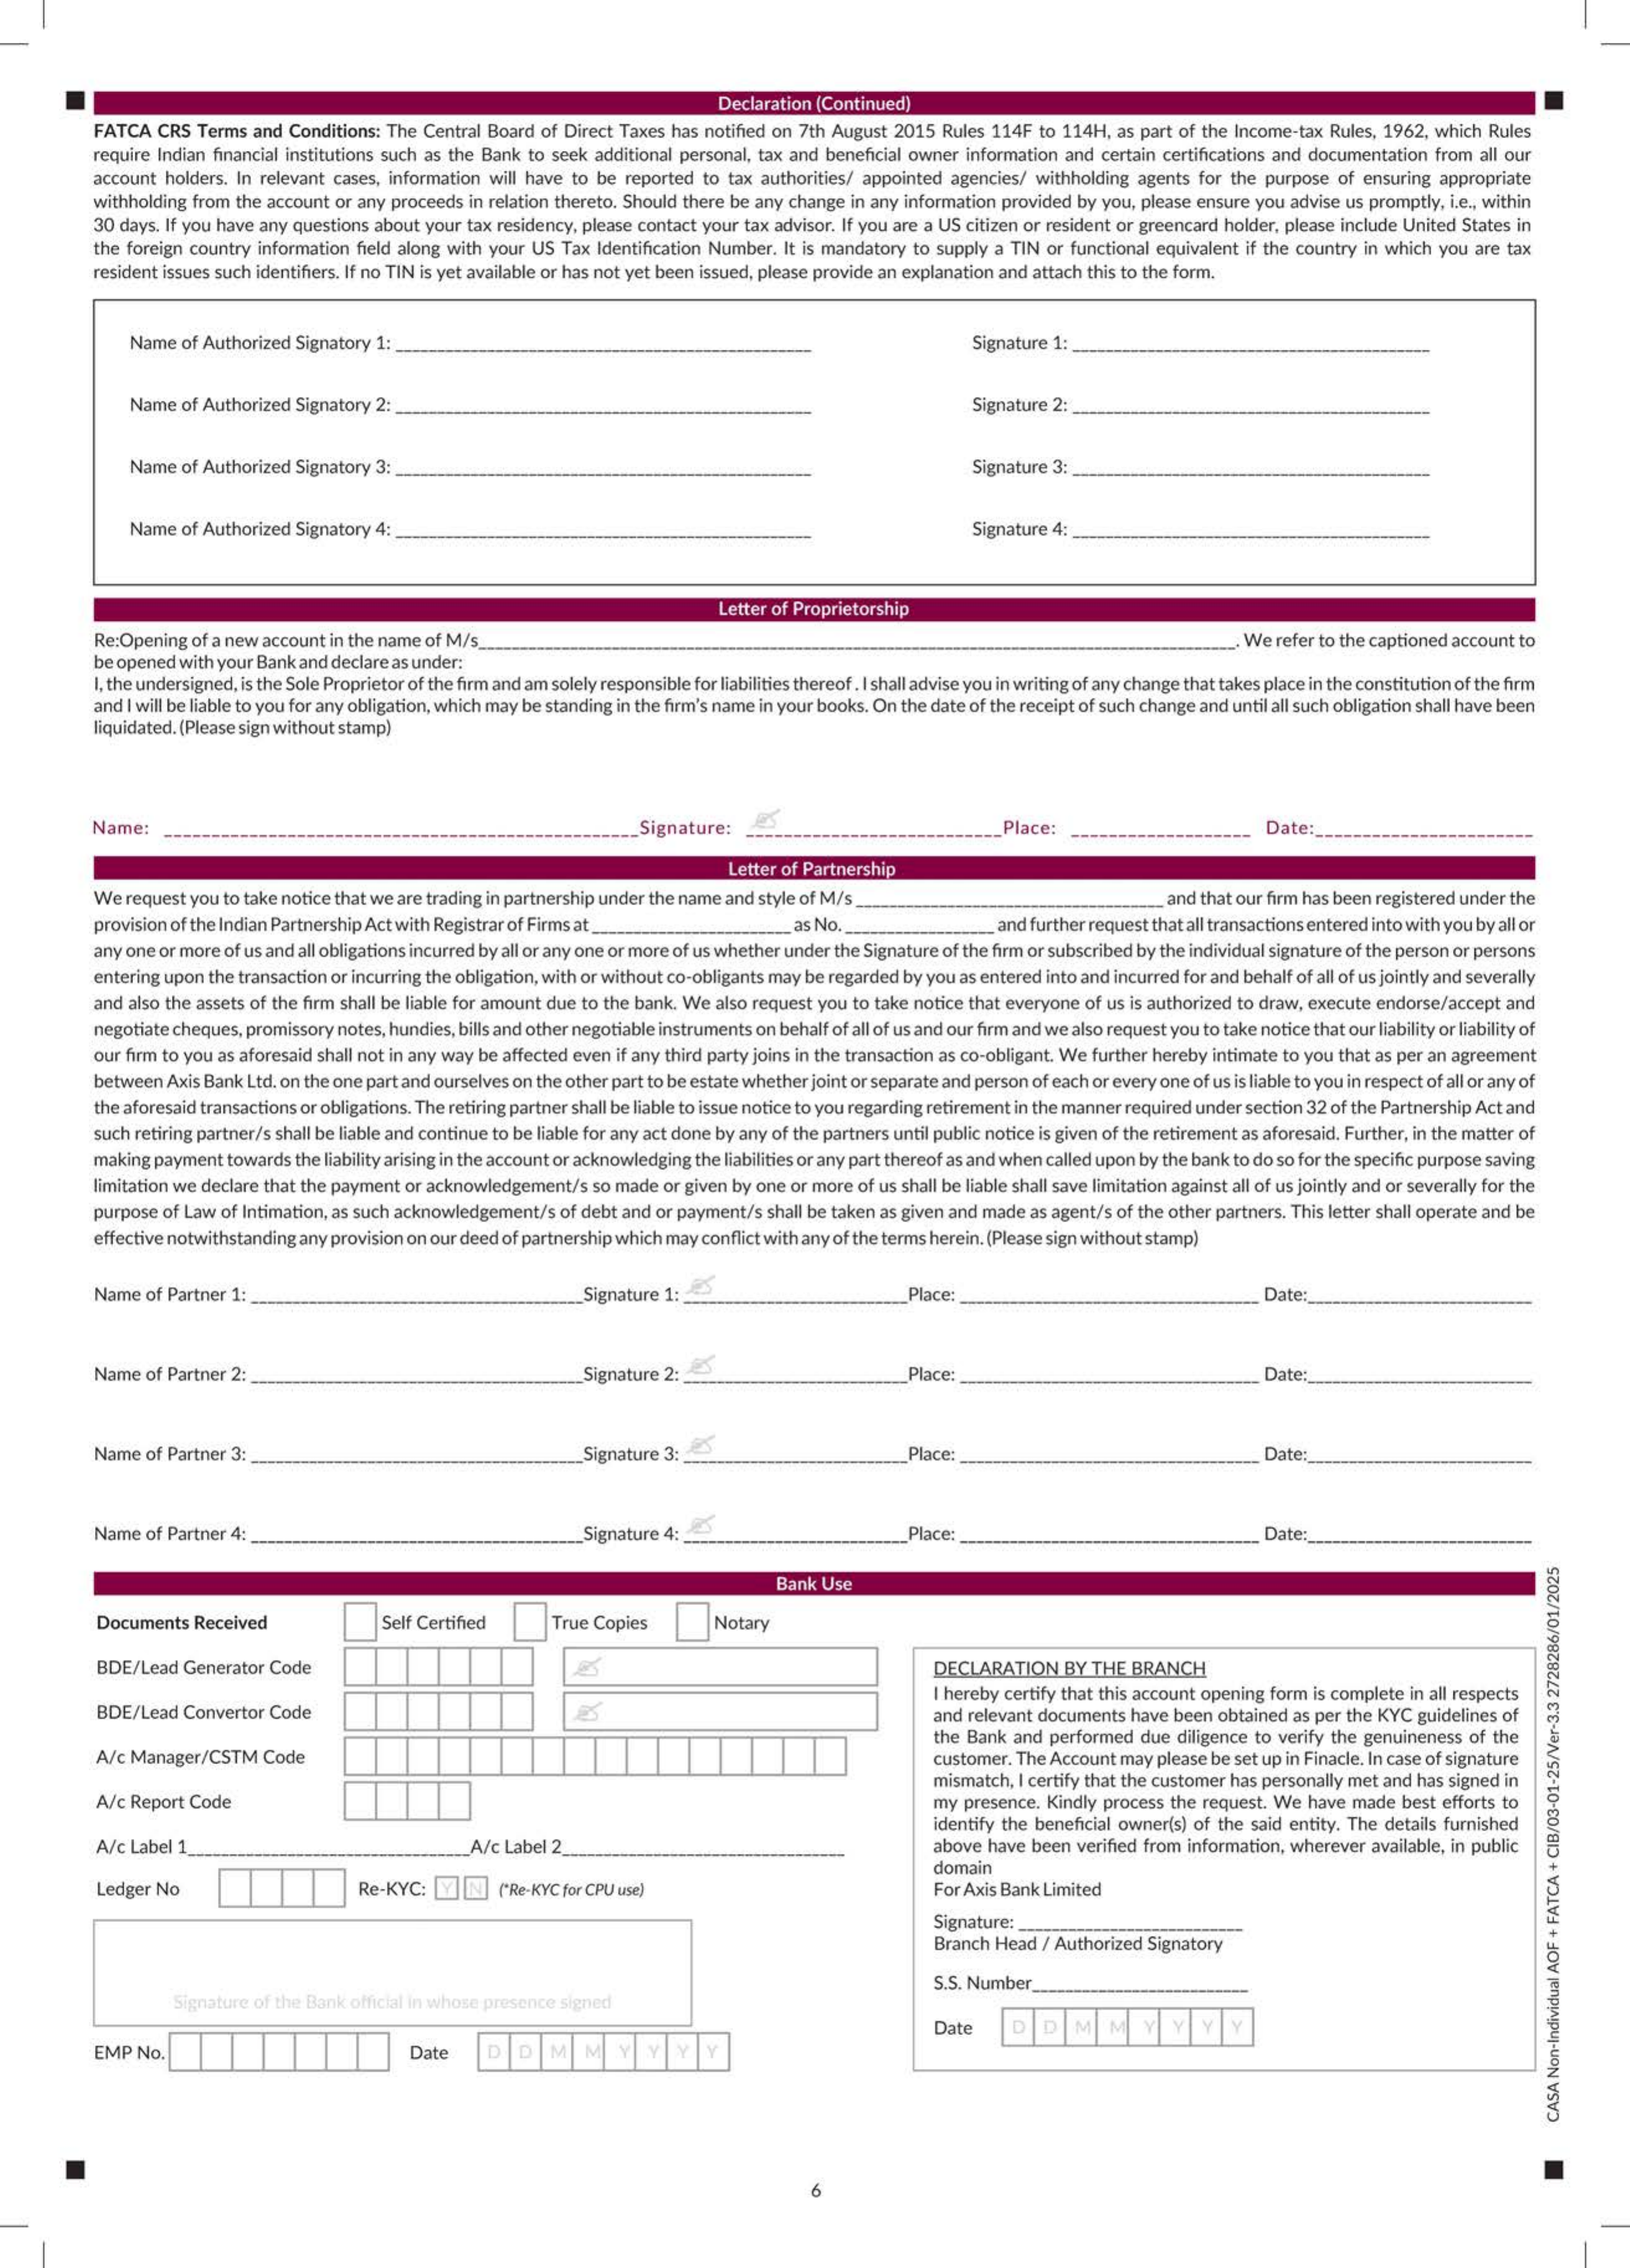 Declaration (Continued)
FATCA CRS Terms and Conditions: The Central Board of Direct Taxes has notified on 7th August 2015 Rules 114F to 114H, as part of the Income-tax Rules, 1962, which Rules
require Indian financial institutions such as the Bank to seek additional personal, tax and beneficial owner information and certain certifications and documentation from all our
account holders. In relevant cases, information will have to be reported to tax authorities/ appointed agencies/ withholding agents for the purpose of ensuring appropriate
withholding from the account or any proceeds in relation thereto. Should there be any change in any information provided by you, please ensure you advise us promptly, i.e., within
30 days. If you have any questions about your tax residency, please contact your tax advisor. If you are a US citizen or resident or greencard holder, please include United States in
the foreign country information field along with your US Tax Identification Number. It is mandatory to supply a TIN or functional equivalent if the country in which you are tax
resident issues such identifiers. If no TIN is yet available or has not yet been issued, please provide an explanation and attach this to the form.
Name of Authorized Signatory 1: Signature 1:
Name of Authorized Signatory 2: Signature 2:
Name of Authorized Signatory 3: Signature 3:
Name of Authorized Signatory 4: Signature 4:
Letter of Proprietorship
Re:Opening of a new account in the name of M/s . We refer to the captioned account to
be opened with your Bank and declare as under:
I, the undersigned, is the Sole Proprietor of the firm and am solely responsible for liabilities thereof . I shall advise you in writing of any change that takes place in the constitution of the firm
and I will be liable to you for any obligation, which may be standing in the firm's name in your books. On the date of the receipt of such change and until all such obligation shall have been
liquidated. (Please sign without stamp)
Name: Signature: Place: Date:
Letter of Partnership
We request you to take notice that we are trading in partnership under the name and style of M/s and that our firm has been registered under the
provision of the Indian Partnership Act with Registrar of Firms at as No. and further request that all transactions entered into with you by all or
any one or more of us and all obligations incurred by all or any one or more of us whether under the Signature of the firm or subscribed by the individual signature of the person or persons
entering upon the transaction or incurring the obligation, with or without co-obligants may be regarded by you as entered into and incurred for and behalf of all of us jointly and severally
and also the assets of the firm shall be liable for amount due to the bank. We also request you to take notice that everyone of us is authorized to draw, execute endorse/accept and
negotiate cheques, promissory notes, hundies, bills and other negotiable instruments on behalf of all of us and our firm and we also request you to take notice that our liability or liability of
our firm to you as aforesaid shall not in any way be affected even if any third party joins in the transaction as co-obligant. We further hereby intimate to you that as per an agreement
between Axis Bank Ltd. on the one part and ourselves on the other part to be estate whether joint or separate and person of each or every one of us is liable to you in respect of all or any of
the aforesaid transactions or obligations. The retiring partner shall be liable to issue notice to you regarding retirement in the manner required under section 32 of the Partnership Act and
such retiring partner/s shall be liable and continue to be liable for any act done by any of the partners until public notice is given of the retirement as aforesaid. Further, in the matter of
making payment towards the liability arising in the account or acknowledging the liabilities or any part thereof as and when called upon by the bank to do so for the specific purpose saving
limitation we declare that the payment or acknowledgement/s so made or given by one or more of us shall be liable shall save limitation against all of us jointly and or severally for the
purpose of Law of Intimation, as such acknowledgement/s of debt and or payment/s shall be taken as given and made as agent/s of the other partners. This letter shall operate and be
effective notwithstanding any provision on our deed of partnership which may conflict with any of the terms herein. (Please sign without stamp)
Name of Partner 1: Signature 1: Place: Date:
Name of Partner 2: Signature 2: Place: Date:
Name of Partner 3: Signature 3: Place: Date:
Name of Partner 4: Signature 4: Place: Date:
Bank Use
Documents Received Self Certified True Copies Notary
BDE/Lead Generator Code
BDE/Lead Convertor Code
A/c Manager/CSTM Code
A/c Report Code
A/c Label 1 A/c Label 2
Ledger No Re-KYC: Y N (*Re-KYC for CPU use)
Signature of the Bank official in whose presence signed
EMP No. Date D D M M Y Y Y Y
DECLARATION BY THE BRANCH
I hereby certify that this account opening form is complete in all respects
and relevant documents have been obtained as per the KYC guidelines of
the Bank and performed due diligence to verify the genuineness of the
customer. The Account may please be set up in Finacle. In case of signature
mismatch, I certify that the customer has personally met and has signed in
my presence. Kindly process the request. We have made best efforts to
identify the beneficial owner(s) of the said entity. The details furnished
above have been verified from information, wherever available, in public
domain
For Axis Bank Limited
Signature:
Branch Head / Authorized Signatory
S.S. Number
Date D D M M Y Y Y Y
CASA Non-Individual AOF + FATCA + CIB/03-01-25/Ver-3.3 2728286/01/2025
6